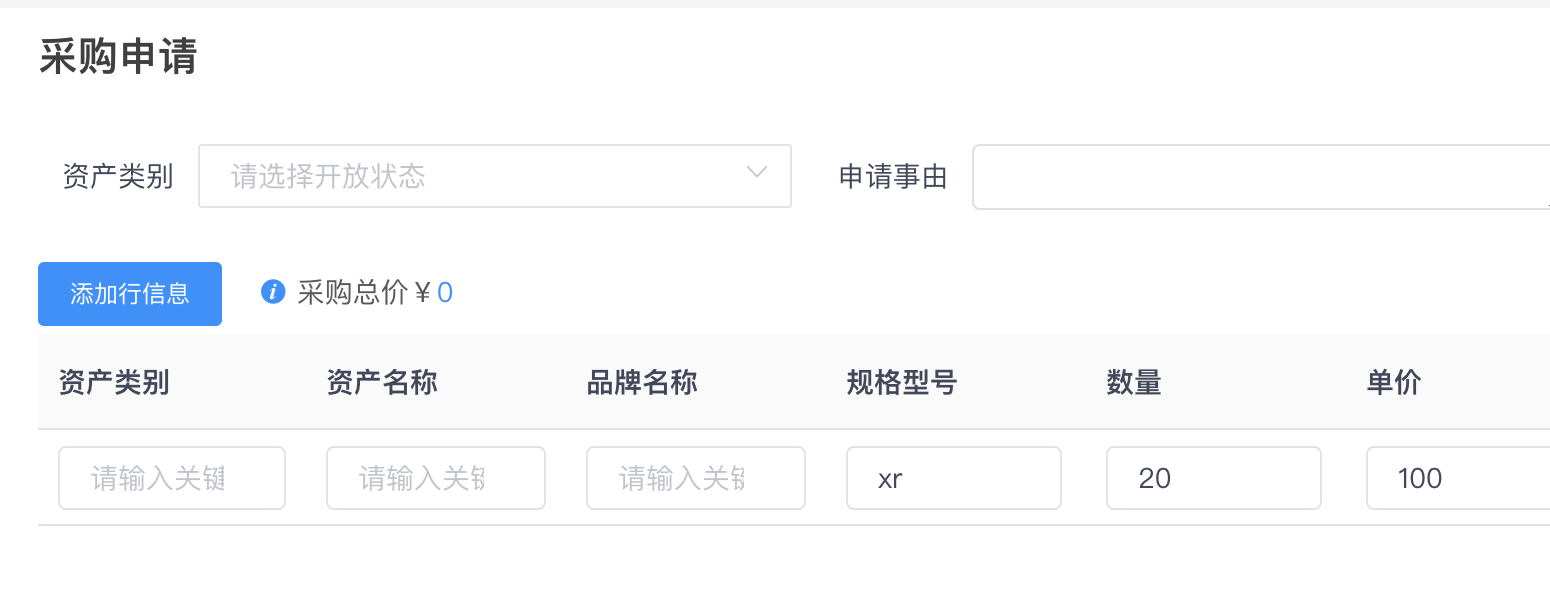 采购申请
资产类别 请选择开放状态 申请事由
添加行信息 i 采购总价 ¥ 0
资产类别 资产名称 品牌名称 规格型号 数量 单价
请输入关键 请输入关 请输入关 xr 20 100